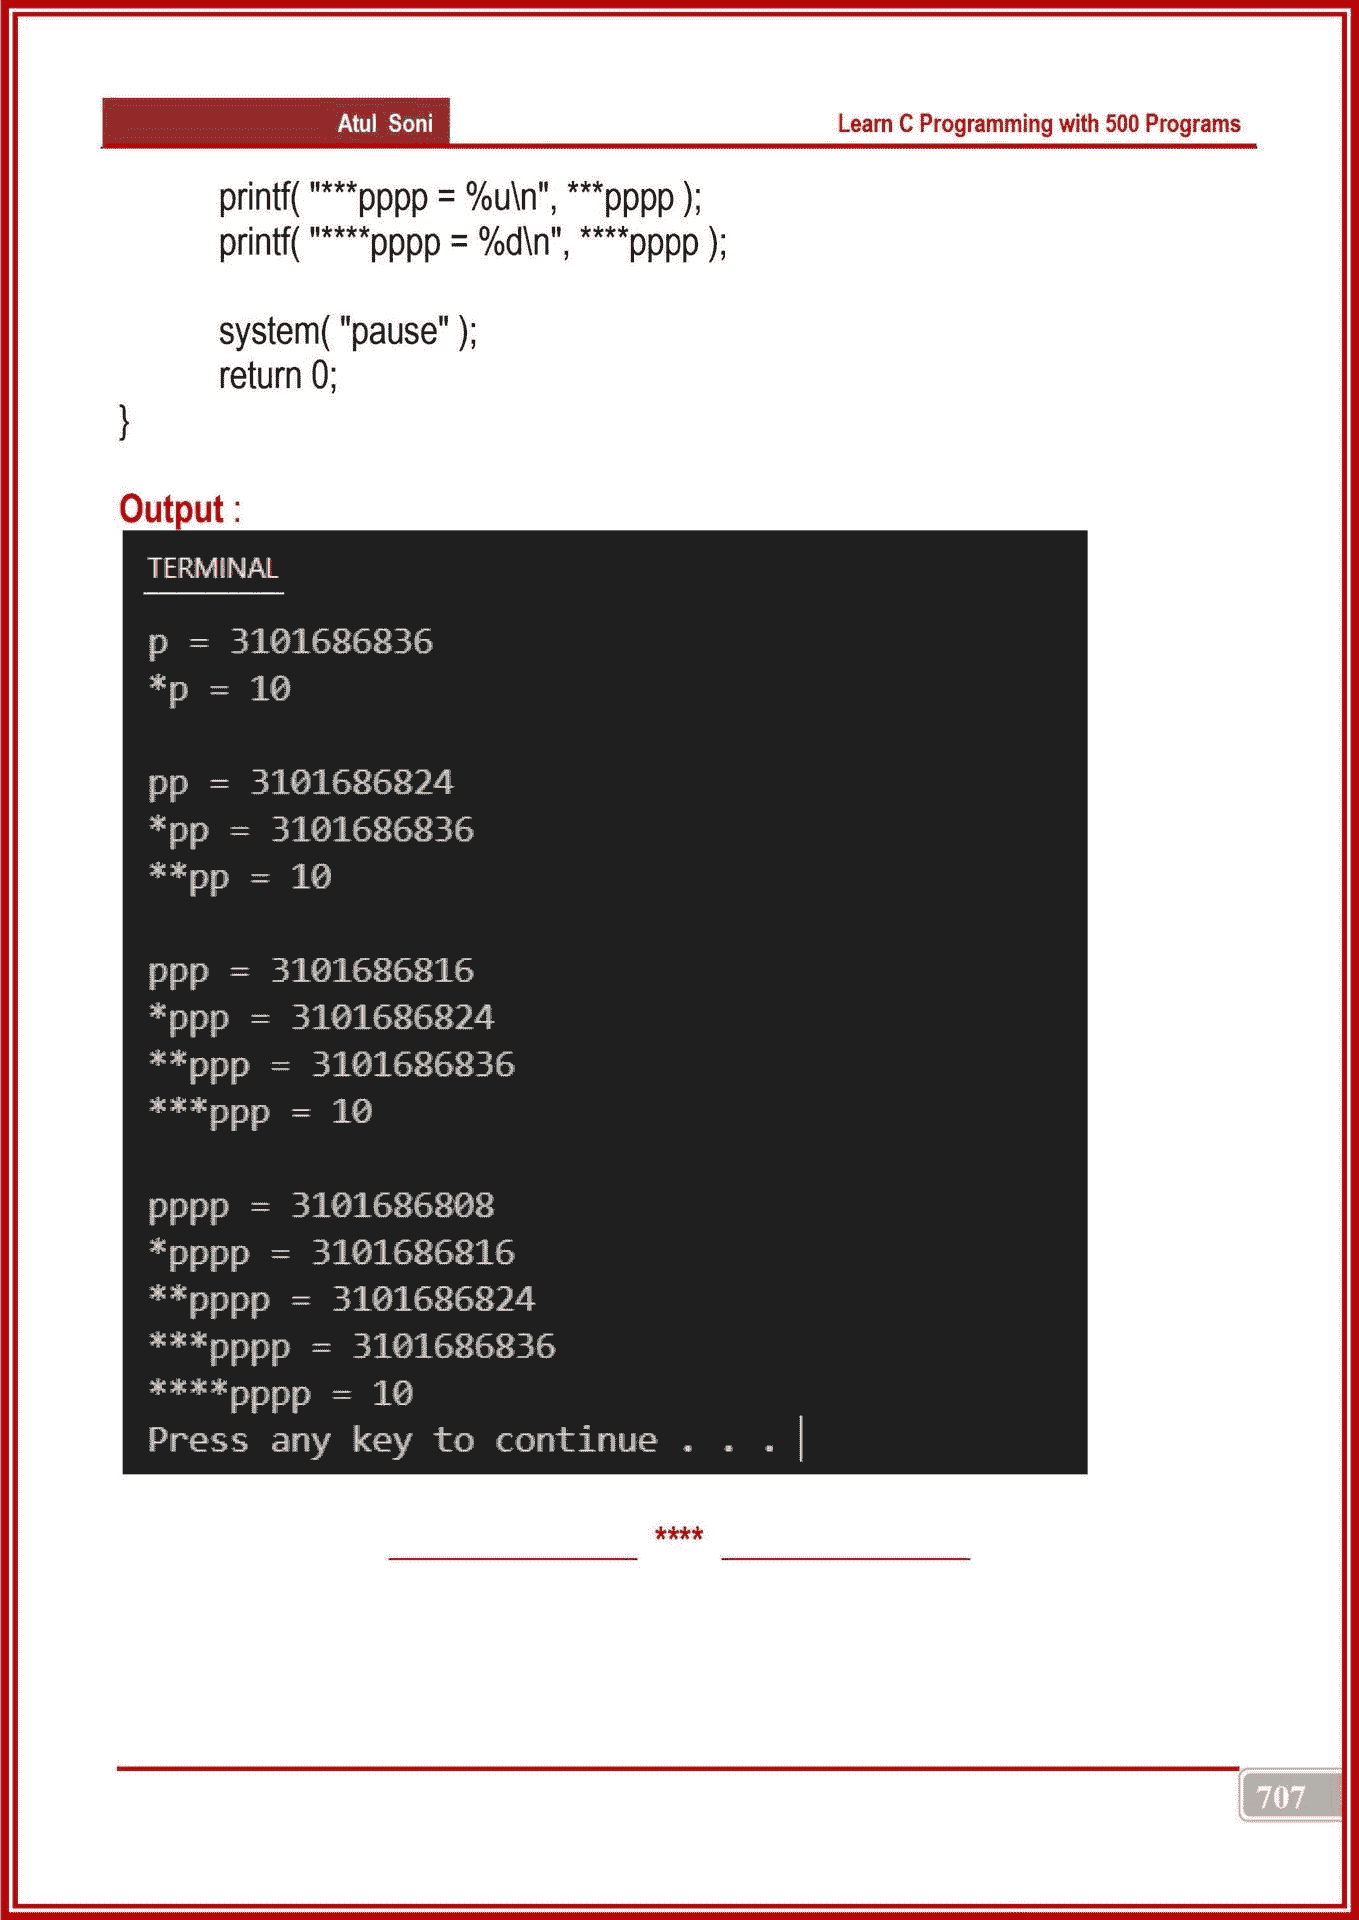 Atul Soni
Learn C Programming with 500 Programs
printf( "***pppp = %u\n", ***pppp );
printf( "****pppp = %d\n", ****pppp );
system( "pause" );
return 0;
}
Output :
TERMINAL
p = 3101686836
*p = 10
pp = 3101686824
*pp = 3101686836
**pp = 10
ppp = 3101686816
*ppp = 3101686824
**ppp = 3101686836
***ppp = 10
pppp = 3101686808
*pppp = 3101686816
**pppp = 3101686824
***pppp = 3101686836
****pppp = 10
Press any key to continue . . .
****
707